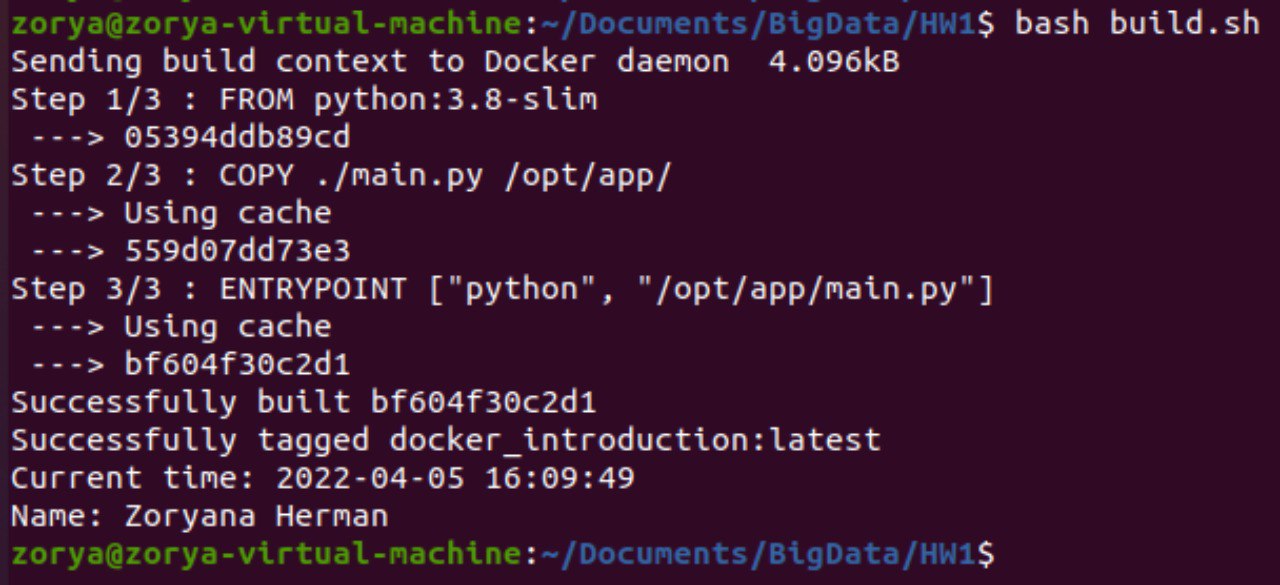 zorya@zorya-virtual-machine:~/Documents/BigData/HW1$ bash build.sh
Sending build context to Docker daemon  4.096kB
Step 1/3 : FROM python:3.8-slim
 ---> 05394ddb89cd
Step 2/3 : COPY ./main.py /opt/app/
 ---> Using cache
 ---> 559d07dd73e3
Step 3/3 : ENTRYPOINT ["python", "/opt/app/main.py"]
 ---> Using cache
 ---> bf604f30c2d1
Successfully built bf604f30c2d1
Successfully tagged docker_introduction:latest
Current time: 2022-04-05 16:09:49
Name: Zoryana Herman
zorya@zorya-virtual-machine:~/Documents/BigData/HW1$